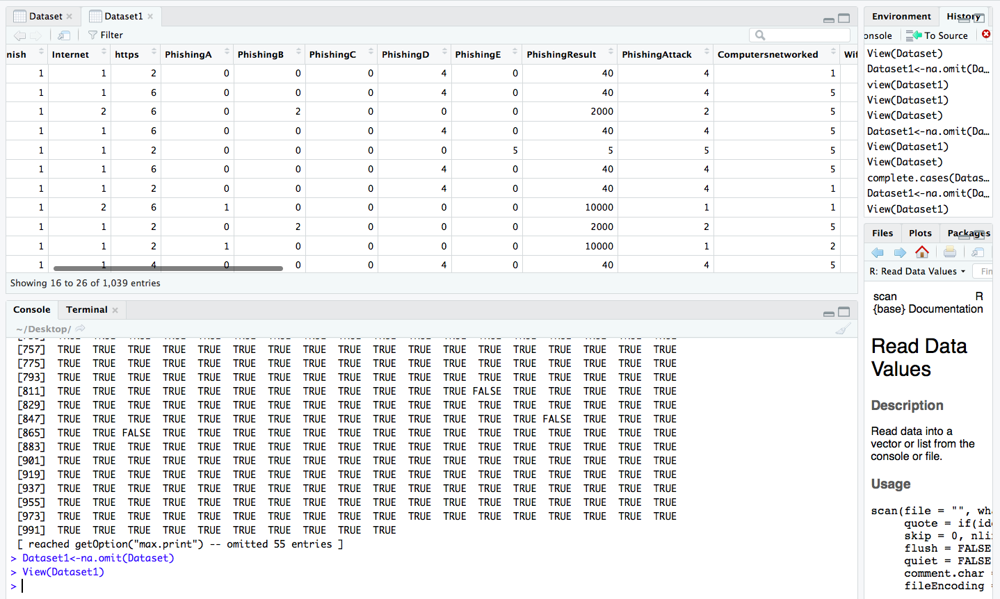 Dataset Dataset1
Filter
nish Internet https PhishingA PhishingB PhishingC PhishingD PhishingE PhishingResult PhishingAttack Computersnetworked Wif
1 1 2 0 0 0 4 0 40 4 1
1 1 6 0 0 0 4 0 40 4 5
1 2 6 0 2 0 0 0 2000 2 5
1 1 6 0 0 0 4 0 40 4 5
1 1 2 0 0 0 0 5 5 5 5
1 1 6 0 0 0 4 0 40 4 5
1 1 2 0 0 0 4 0 40 4 1
1 2 6 1 0 0 0 0 10000 1 1
1 1 2 0 2 0 0 0 2000 2 5
1 1 2 1 0 0 0 0 10000 1 2
1 1 4 0 0 0 4 0 40 4 5
Showing 16 to 26 of 1,039 entries
Console Terminal
~/Desktop/
[757] TRUE TRUE TRUE TRUE TRUE TRUE TRUE TRUE TRUE TRUE TRUE TRUE TRUE TRUE TRUE TRUE TRUE TRUE
[775] TRUE TRUE TRUE TRUE TRUE TRUE TRUE TRUE TRUE TRUE TRUE TRUE TRUE TRUE TRUE TRUE TRUE TRUE
[793] TRUE TRUE TRUE TRUE TRUE TRUE TRUE TRUE TRUE TRUE TRUE TRUE TRUE TRUE TRUE TRUE TRUE TRUE
[811] TRUE TRUE TRUE TRUE TRUE TRUE TRUE TRUE TRUE TRUE TRUE TRUE FALSE TRUE TRUE TRUE TRUE TRUE
[829] TRUE TRUE TRUE TRUE TRUE TRUE TRUE TRUE TRUE TRUE TRUE TRUE TRUE TRUE TRUE TRUE TRUE TRUE
[847] TRUE TRUE TRUE TRUE TRUE TRUE TRUE TRUE TRUE TRUE TRUE TRUE TRUE TRUE FALSE TRUE TRUE TRUE
[865] TRUE TRUE FALSE TRUE TRUE TRUE TRUE TRUE TRUE TRUE TRUE TRUE TRUE TRUE TRUE TRUE TRUE TRUE
[883] TRUE TRUE TRUE TRUE TRUE TRUE TRUE TRUE TRUE TRUE TRUE TRUE TRUE TRUE TRUE TRUE TRUE TRUE
[901] TRUE TRUE TRUE TRUE TRUE TRUE TRUE TRUE TRUE TRUE TRUE TRUE TRUE TRUE TRUE TRUE TRUE TRUE
[919] TRUE TRUE TRUE TRUE TRUE TRUE TRUE TRUE TRUE TRUE TRUE TRUE TRUE TRUE TRUE TRUE TRUE TRUE
[937] TRUE TRUE TRUE TRUE TRUE TRUE TRUE TRUE TRUE TRUE TRUE TRUE TRUE TRUE TRUE TRUE TRUE TRUE
[955] TRUE TRUE TRUE TRUE TRUE TRUE TRUE TRUE TRUE TRUE TRUE TRUE TRUE TRUE TRUE TRUE TRUE TRUE
[973] TRUE TRUE TRUE TRUE TRUE TRUE TRUE TRUE TRUE TRUE TRUE TRUE TRUE TRUE TRUE TRUE TRUE TRUE
[991] TRUE TRUE TRUE TRUE TRUE TRUE TRUE TRUE TRUE TRUE
[ reached getOption("max.print") -- omitted 55 entries ]
> Dataset1<-na.omit(Dataset)
> View(Dataset1)
>
Environment History
onsole To Source
View(Dataset)
Dataset1<-na.omit(Da…
view(Dataset1)
View(Dataset1)
View(Dataset)
Dataset1<-na.omit(Da…
View(Dataset1)
View(Dataset)
complete.cases(Datas…
Dataset1<-na.omit(Da…
View(Dataset1)
Files Plots Packages
R: Read Data Values Fin
scan R
{base} Documentation
Read Data
Values
Description
Read data into a
vector or list from the
console or file.
Usage
scan(file = "", wha
quote = if(ide
skip = 0, nlin
flush = FALSE
quiet = FALSE
comment.char =
fileEncoding =